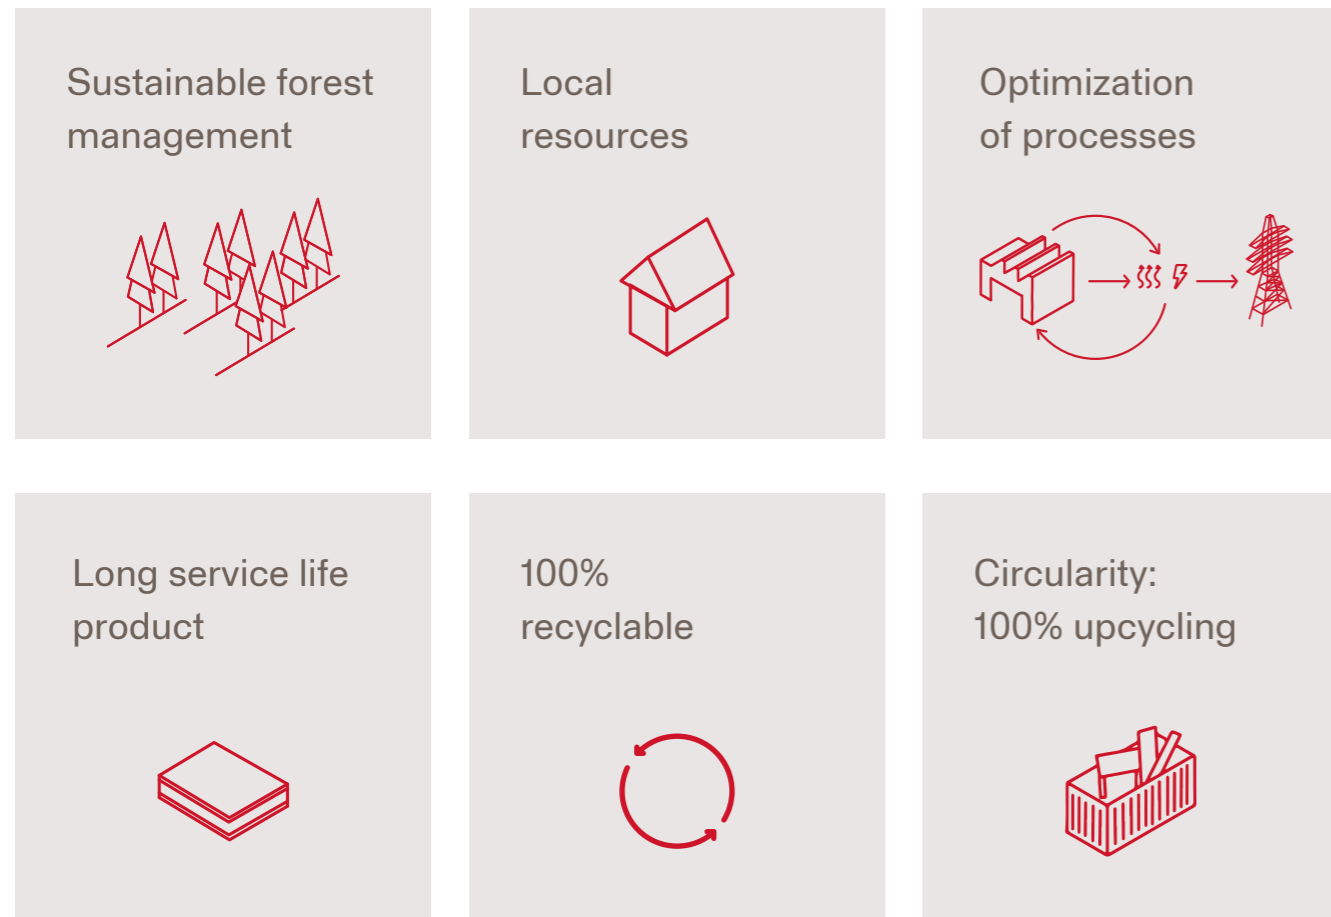 Sustainable forest
management
Local
resources
Optimization
of processes
Long service life
product
100%
recyclable
Circularity:
100% upcycling